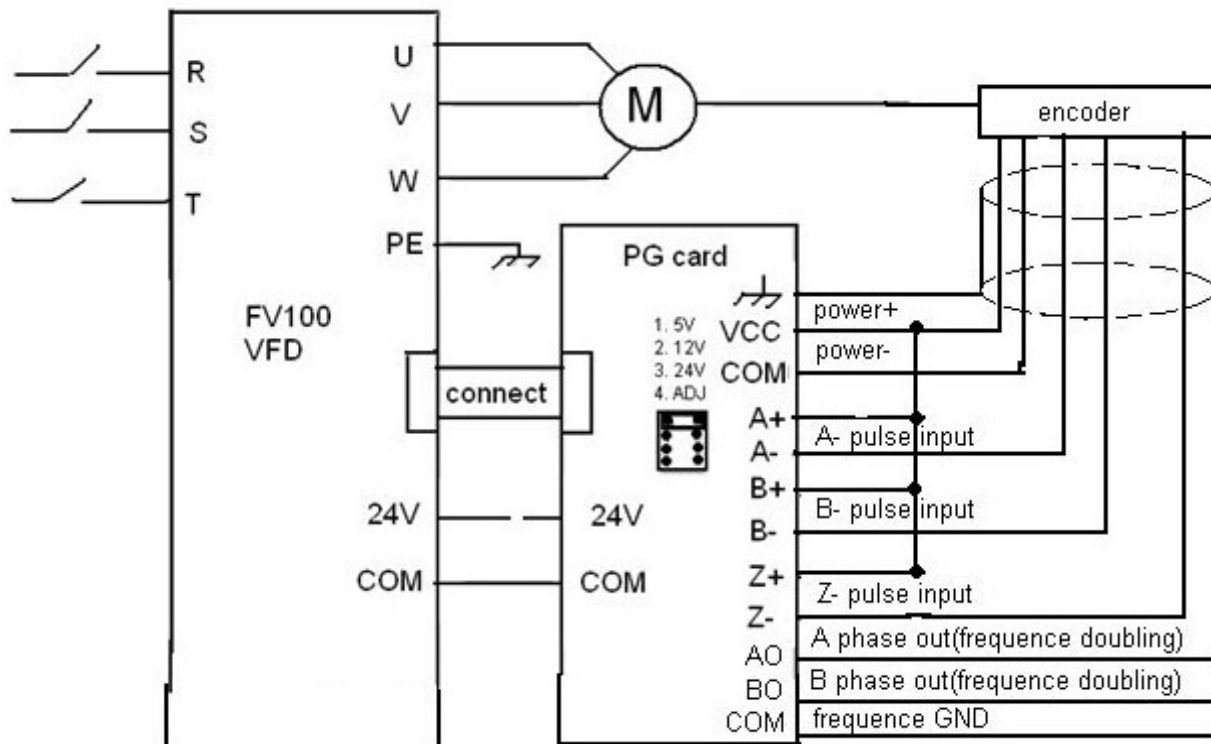 R
S
T
U
V
W
PE
M
encoder
FV100
VFD
connect
24V
COM
PG card
1. 5V
2. 12V
3. 24V
4. ADJ
24V
COM
power+
VCC
power-
COM
A+
A- pulse input
A-
B+
B- pulse input
B-
Z+
Z- pulse input
Z-
A phase out(frequence doubling)
AO
B phase out(frequence doubling)
BO
COM
frequence GND